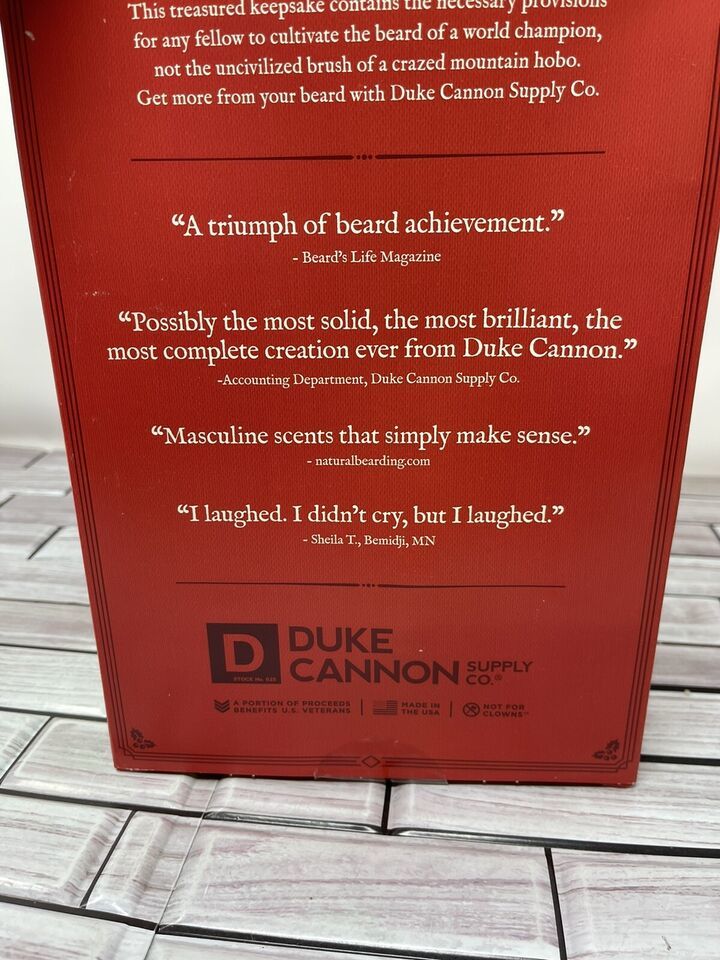 This treasured keepsake contains the necessary provisions
for any fellow to cultivate the beard of a world champion,
not the uncivilized brush of a crazed mountain hobo.
Get more from your beard with Duke Cannon Supply Co.
“A triumph of beard achievement.”
- Beard's Life Magazine
“Possibly the most solid, the most brilliant, the
most complete creation ever from Duke Cannon.”
-Accounting Department, Duke Cannon Supply Co.
“Masculine scents that simply make sense.”
- naturalbearding.com
“I laughed. I didn't cry, but I laughed.”
- Sheila T., Bemidji, MN
D
STOCK No. 025
DUKE
CANNON SUPPLY CO.®
A PORTION OF PROCEEDS
BENEFITS U.S. VETERANS
MADE IN
THE USA
NOT FOR
CLOWNS™